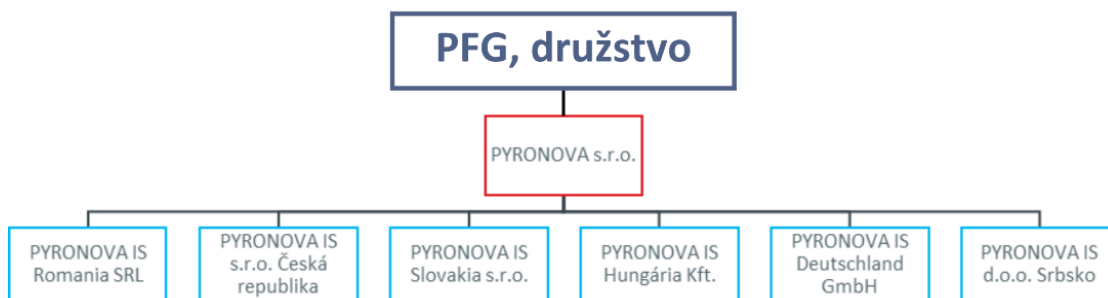 PFG, družstvo
PYRONOVA s.r.o.
PYRONOVA IS
Romania SRL
PYRONOVA IS
s.r.o. Česká
republika
PYRONOVA IS
Slovakia s.r.o.
PYRONOVA IS
Hungária Kft.
PYRONOVA IS
Deutschland
GmbH
PYRONOVA IS
d.o.o. Srbsko